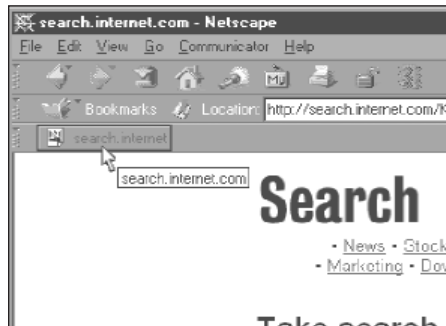 search.internet.com - Netscape
File Edit View Go Communicator Help
My
Bookmarks Location: http://search.internet.com/
search.internet
search.internet.com
Search
• News • Stock
• Marketing • Dow
Take search